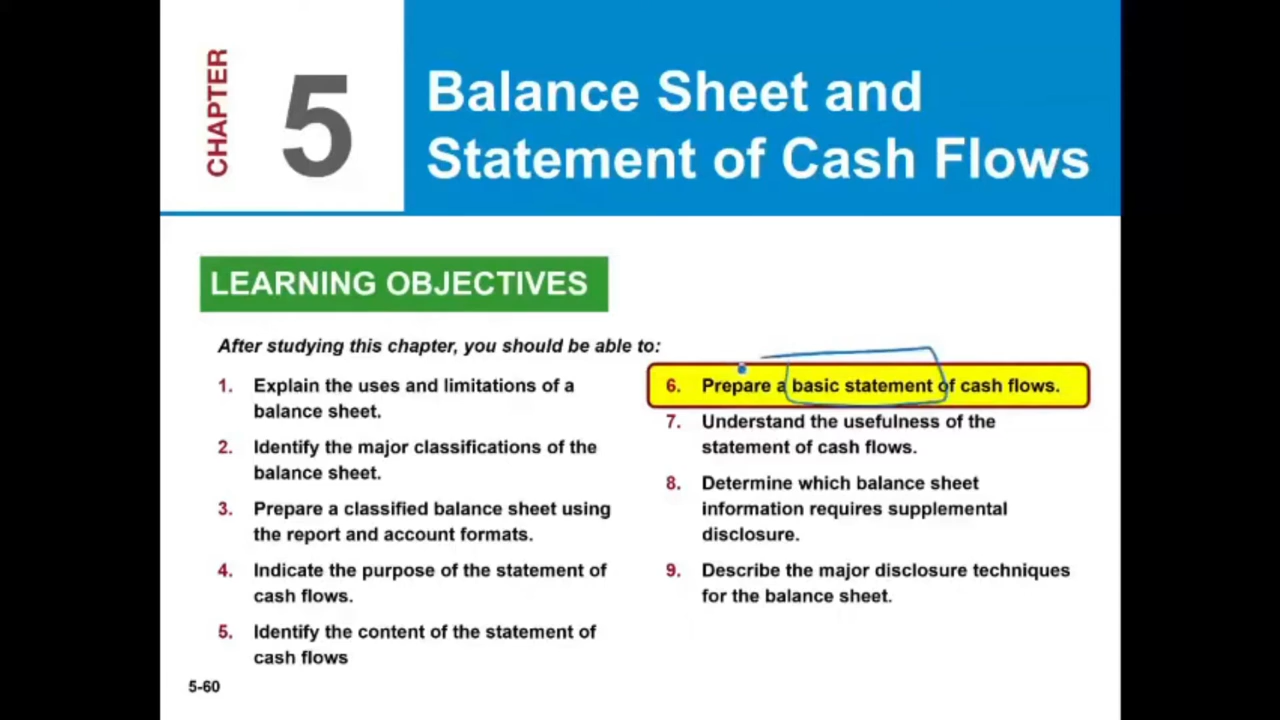 CHAPTER
5
Balance Sheet and
Statement of Cash Flows
LEARNING OBJECTIVES
After studying this chapter, you should be able to:
1. Explain the uses and limitations of a
balance sheet.
2. Identify the major classifications of the
balance sheet.
3. Prepare a classified balance sheet using
the report and account formats.
4. Indicate the purpose of the statement of
cash flows.
5. Identify the content of the statement of
cash flows
6. Prepare a basic statement of cash flows.
7. Understand the usefulness of the
statement of cash flows.
8. Determine which balance sheet
information requires supplemental
disclosure.
9. Describe the major disclosure techniques
for the balance sheet.
5-60